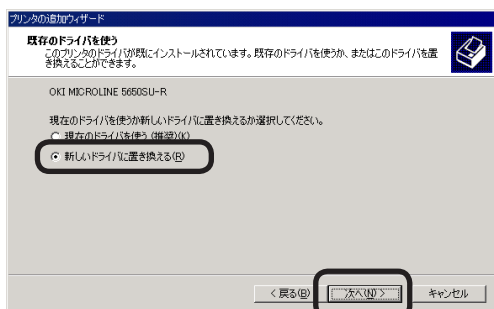 プリンタの追加ウィザード
既存のドライバを使う
このプリンタのドライバが既にインストールされています。既存のドライバを使うか、またはこのドライバを置
き換えることができます。
OKI MICROLINE 5650SU-R
現在のドライバを使うか新しいドライバに置き換えるか選択してください。
現在のドライバを使う(推奨)(K)
新しいドライバに置き換える(R)
< 戻る(B)
次へ(N) >
キャンセル